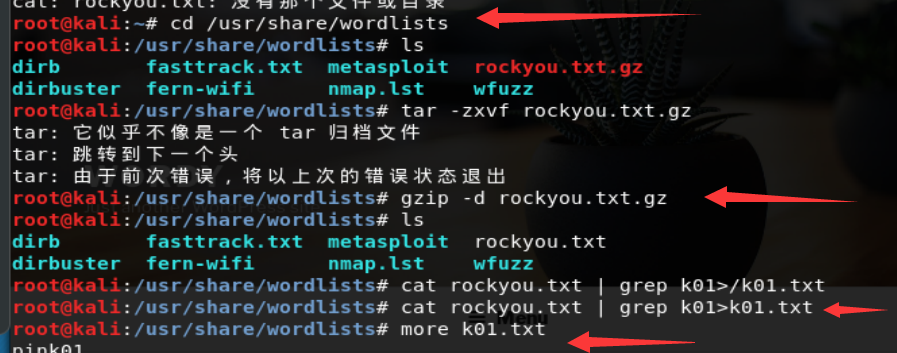 cat: rockyou.txt: 没有那个文件或目录
root@kali:~# cd /usr/share/wordlists
root@kali:/usr/share/wordlists# ls
dirb fasttrack.txt metasploit rockyou.txt.gz
dirbuster fern-wifi nmap.lst wfuzz
root@kali:/usr/share/wordlists# tar -zxvf rockyou.txt.gz
tar: 它似乎不像是一个 tar 归档文件
tar: 跳转到下一个头
tar: 由于前次错误，将以上次的错误状态退出
root@kali:/usr/share/wordlists# gzip -d rockyou.txt.gz
root@kali:/usr/share/wordlists# ls
dirb fasttrack.txt metasploit rockyou.txt
dirbuster fern-wifi nmap.lst wfuzz
root@kali:/usr/share/wordlists# cat rockyou.txt | grep k01>/k01.txt
root@kali:/usr/share/wordlists# cat rockyou.txt | grep k01>k01.txt
root@kali:/usr/share/wordlists# more k01.txt
pink01
Menu